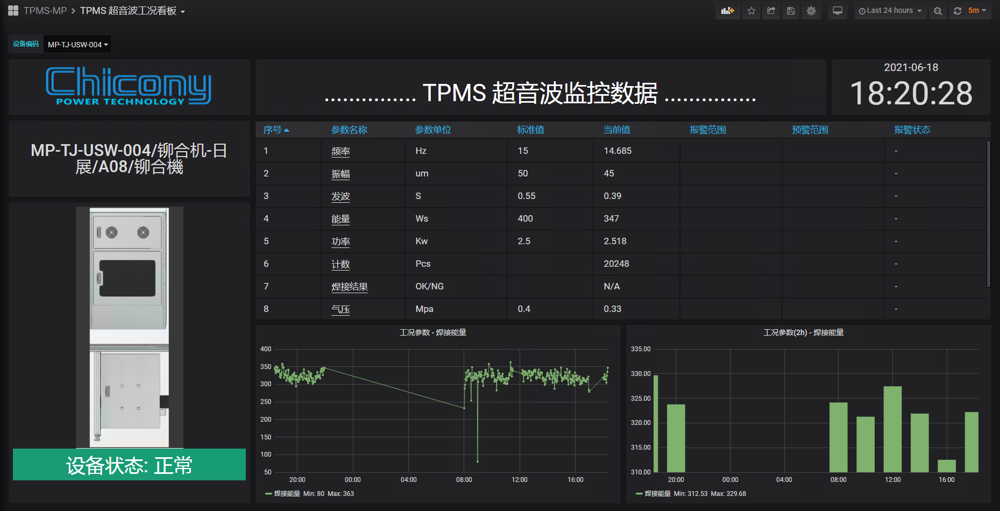 TPMS-MP > TPMS 超音波工况看板
Last 24 hours
5m
设备编码 MP-TJ-USW-004
Chicony
POWER TECHNOLOGY
............... TPMS 超音波监控数据 ...............
2021-06-18
18:20:28
MP-TJ-USW-004/铆合机-日
展/A08/铆合機
设备状态: 正常
序号 参数名称 参数单位 标准值 当前值 报警范围 预警范围 报警状态
1 频率 Hz 15 14.685 -
2 振幅 um 50 45 -
3 发波 S 0.55 0.39 -
4 能量 Ws 400 347 -
5 功率 Kw 2.5 2.518 -
6 计数 Pcs 20248 -
7 焊接结果 OK/NG N/A -
8 气压 Mpa 0.4 0.33 -
工况参数 - 焊接能量
400
350
300
250
200
150
100
50
20:00 00:00 04:00 08:00 12:00 16:00
焊接能量 Min: 80 Max: 363
工况参数(2h) - 焊接能量
335.00
330.00
325.00
320.00
315.00
310.00
20:00 00:00 04:00 08:00 12:00 16:00
焊接能量 Min: 312.53 Max: 329.68